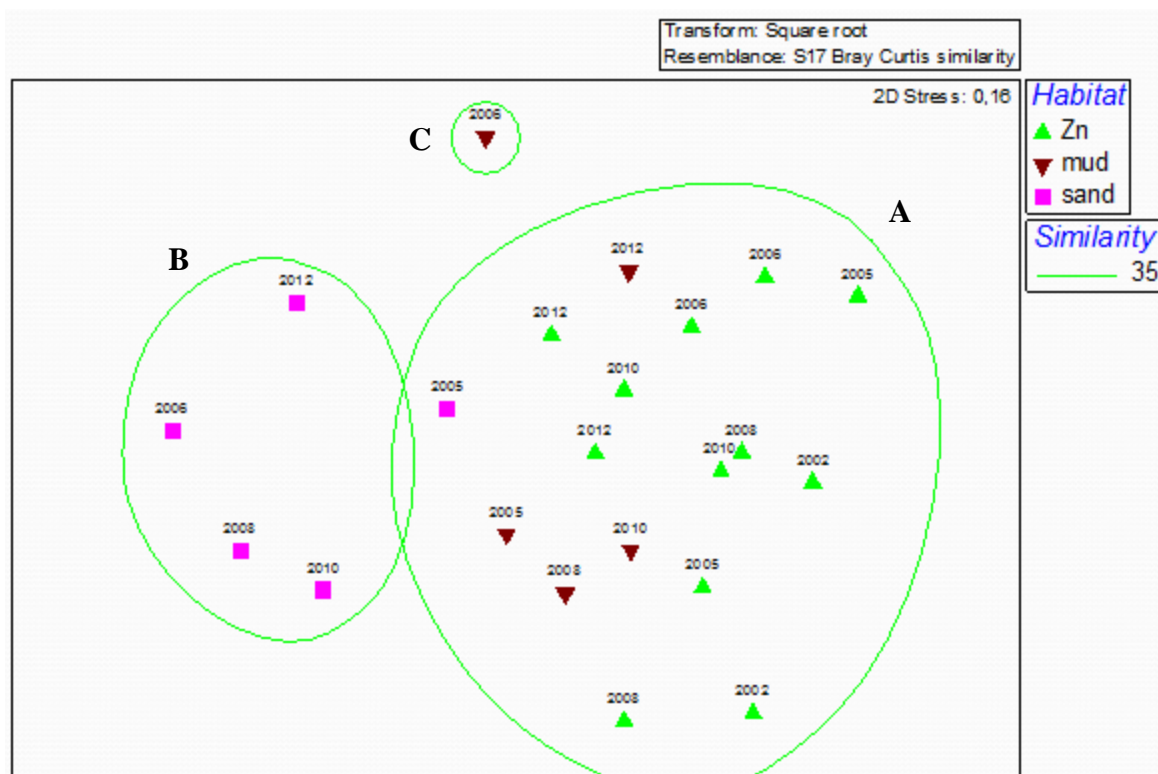 Transform: Square root
Resemblance: S17 Bray Curtis similarity
2D Stress: 0,16
Habitat
Zn
mud
sand
Similarity
35
2006
C
A
B
2012
2006
2005
2012
2012
2006
2010
2005
2006
2012
2008
2010
2002
2005
2010
2008
2008
2005
2010
2008
2002